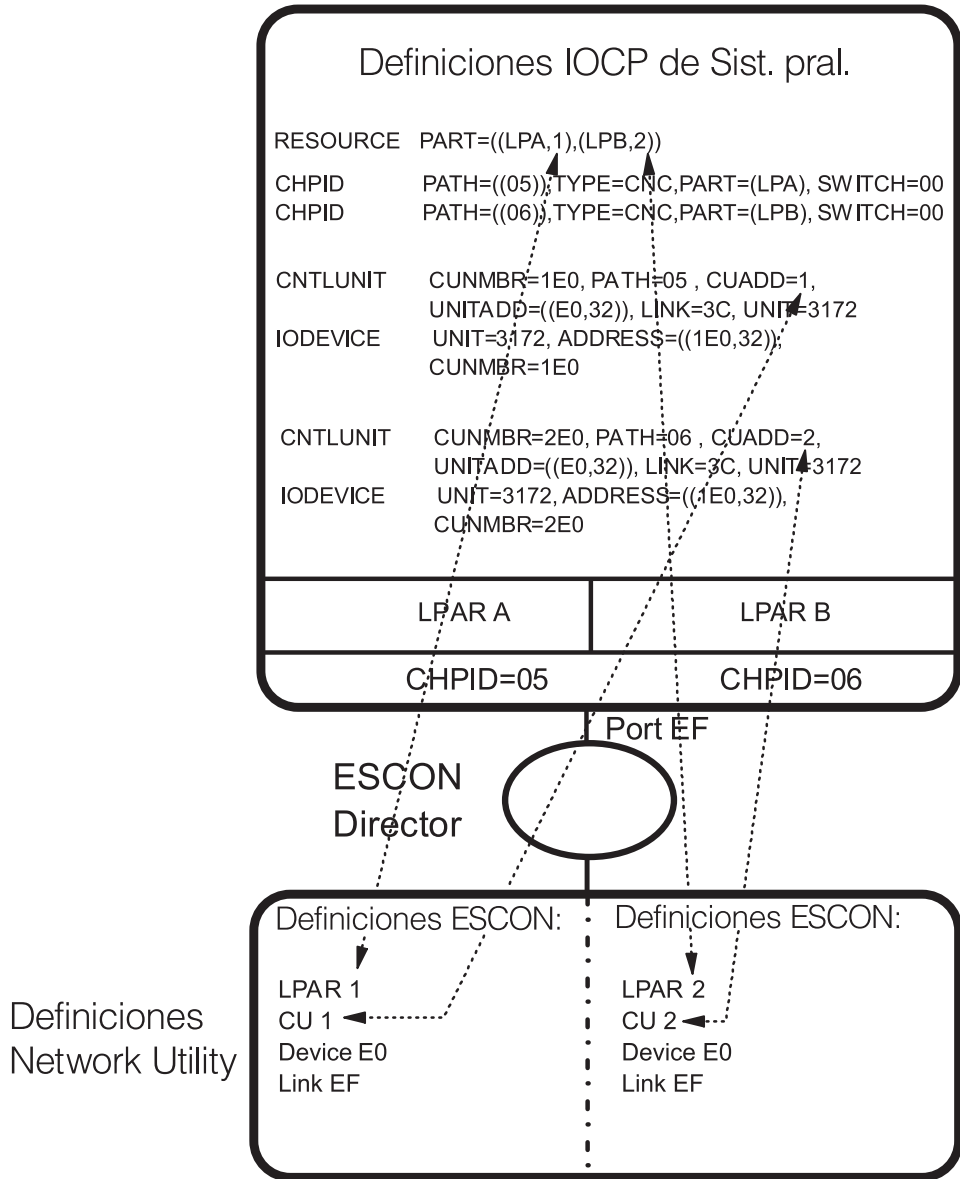 Definiciones IOCP de Sist. pral.
RESOURCE PART=((LPA,1),(LPB,2))
CHPID PATH=((05)),TYPE=CNC,PART=(LPA), SWITCH=00
CHPID PATH=((06)),TYPE=CNC,PART=(LPB), SWITCH=00
CNTLUNIT CUNMBR=1E0, PATH=05 , CUADD=1,
UNITADD=((E0,32)), LINK=3C, UNIT=3172
IODEVICE UNIT=3172, ADDRESS=((1E0,32)),
CUNMBR=1E0
CNTLUNIT CUNMBR=2E0, PATH=06 , CUADD=2,
UNITADD=((E0,32)), LINK=3C, UNIT=3172
IODEVICE UNIT=3172, ADDRESS=((1E0,32)),
CUNMBR=2E0
LPAR A LPAR B
CHPID=05 CHPID=06
Port EF
ESCON
Director
Definiciones ESCON: Definiciones ESCON:
LPAR 1 LPAR 2
CU 1 CU 2
Device E0 Device E0
Link EF Link EF
Definiciones
Network Utility